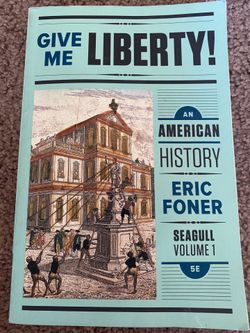 GIVE
ME
LIBERTY!
AN
AMERICAN
HISTORY
ERIC
FONER
SEAGULL
VOLUME 1
5E